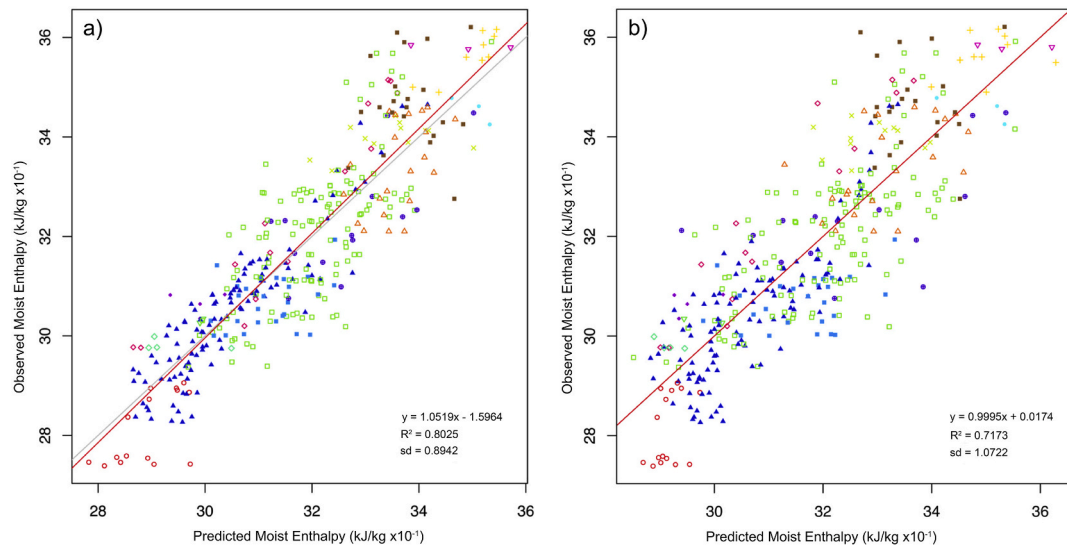 a)
36
34
32
30
28
Observed Moist Enthalpy (kJ/kg x10⁻¹)
y = 1.0519x - 1.5964
R² = 0.8025
sd = 0.8942
28 30 32 34 36
Predicted Moist Enthalpy (kJ/kg x10⁻¹)
b)
36
34
32
30
28
Observed Moist Enthalpy (kJ/kg x10⁻¹)
y = 0.9995x + 0.0174
R² = 0.7173
sd = 1.0722
30 32 34 36
Predicted Moist Enthalpy (kJ/kg x10⁻¹)